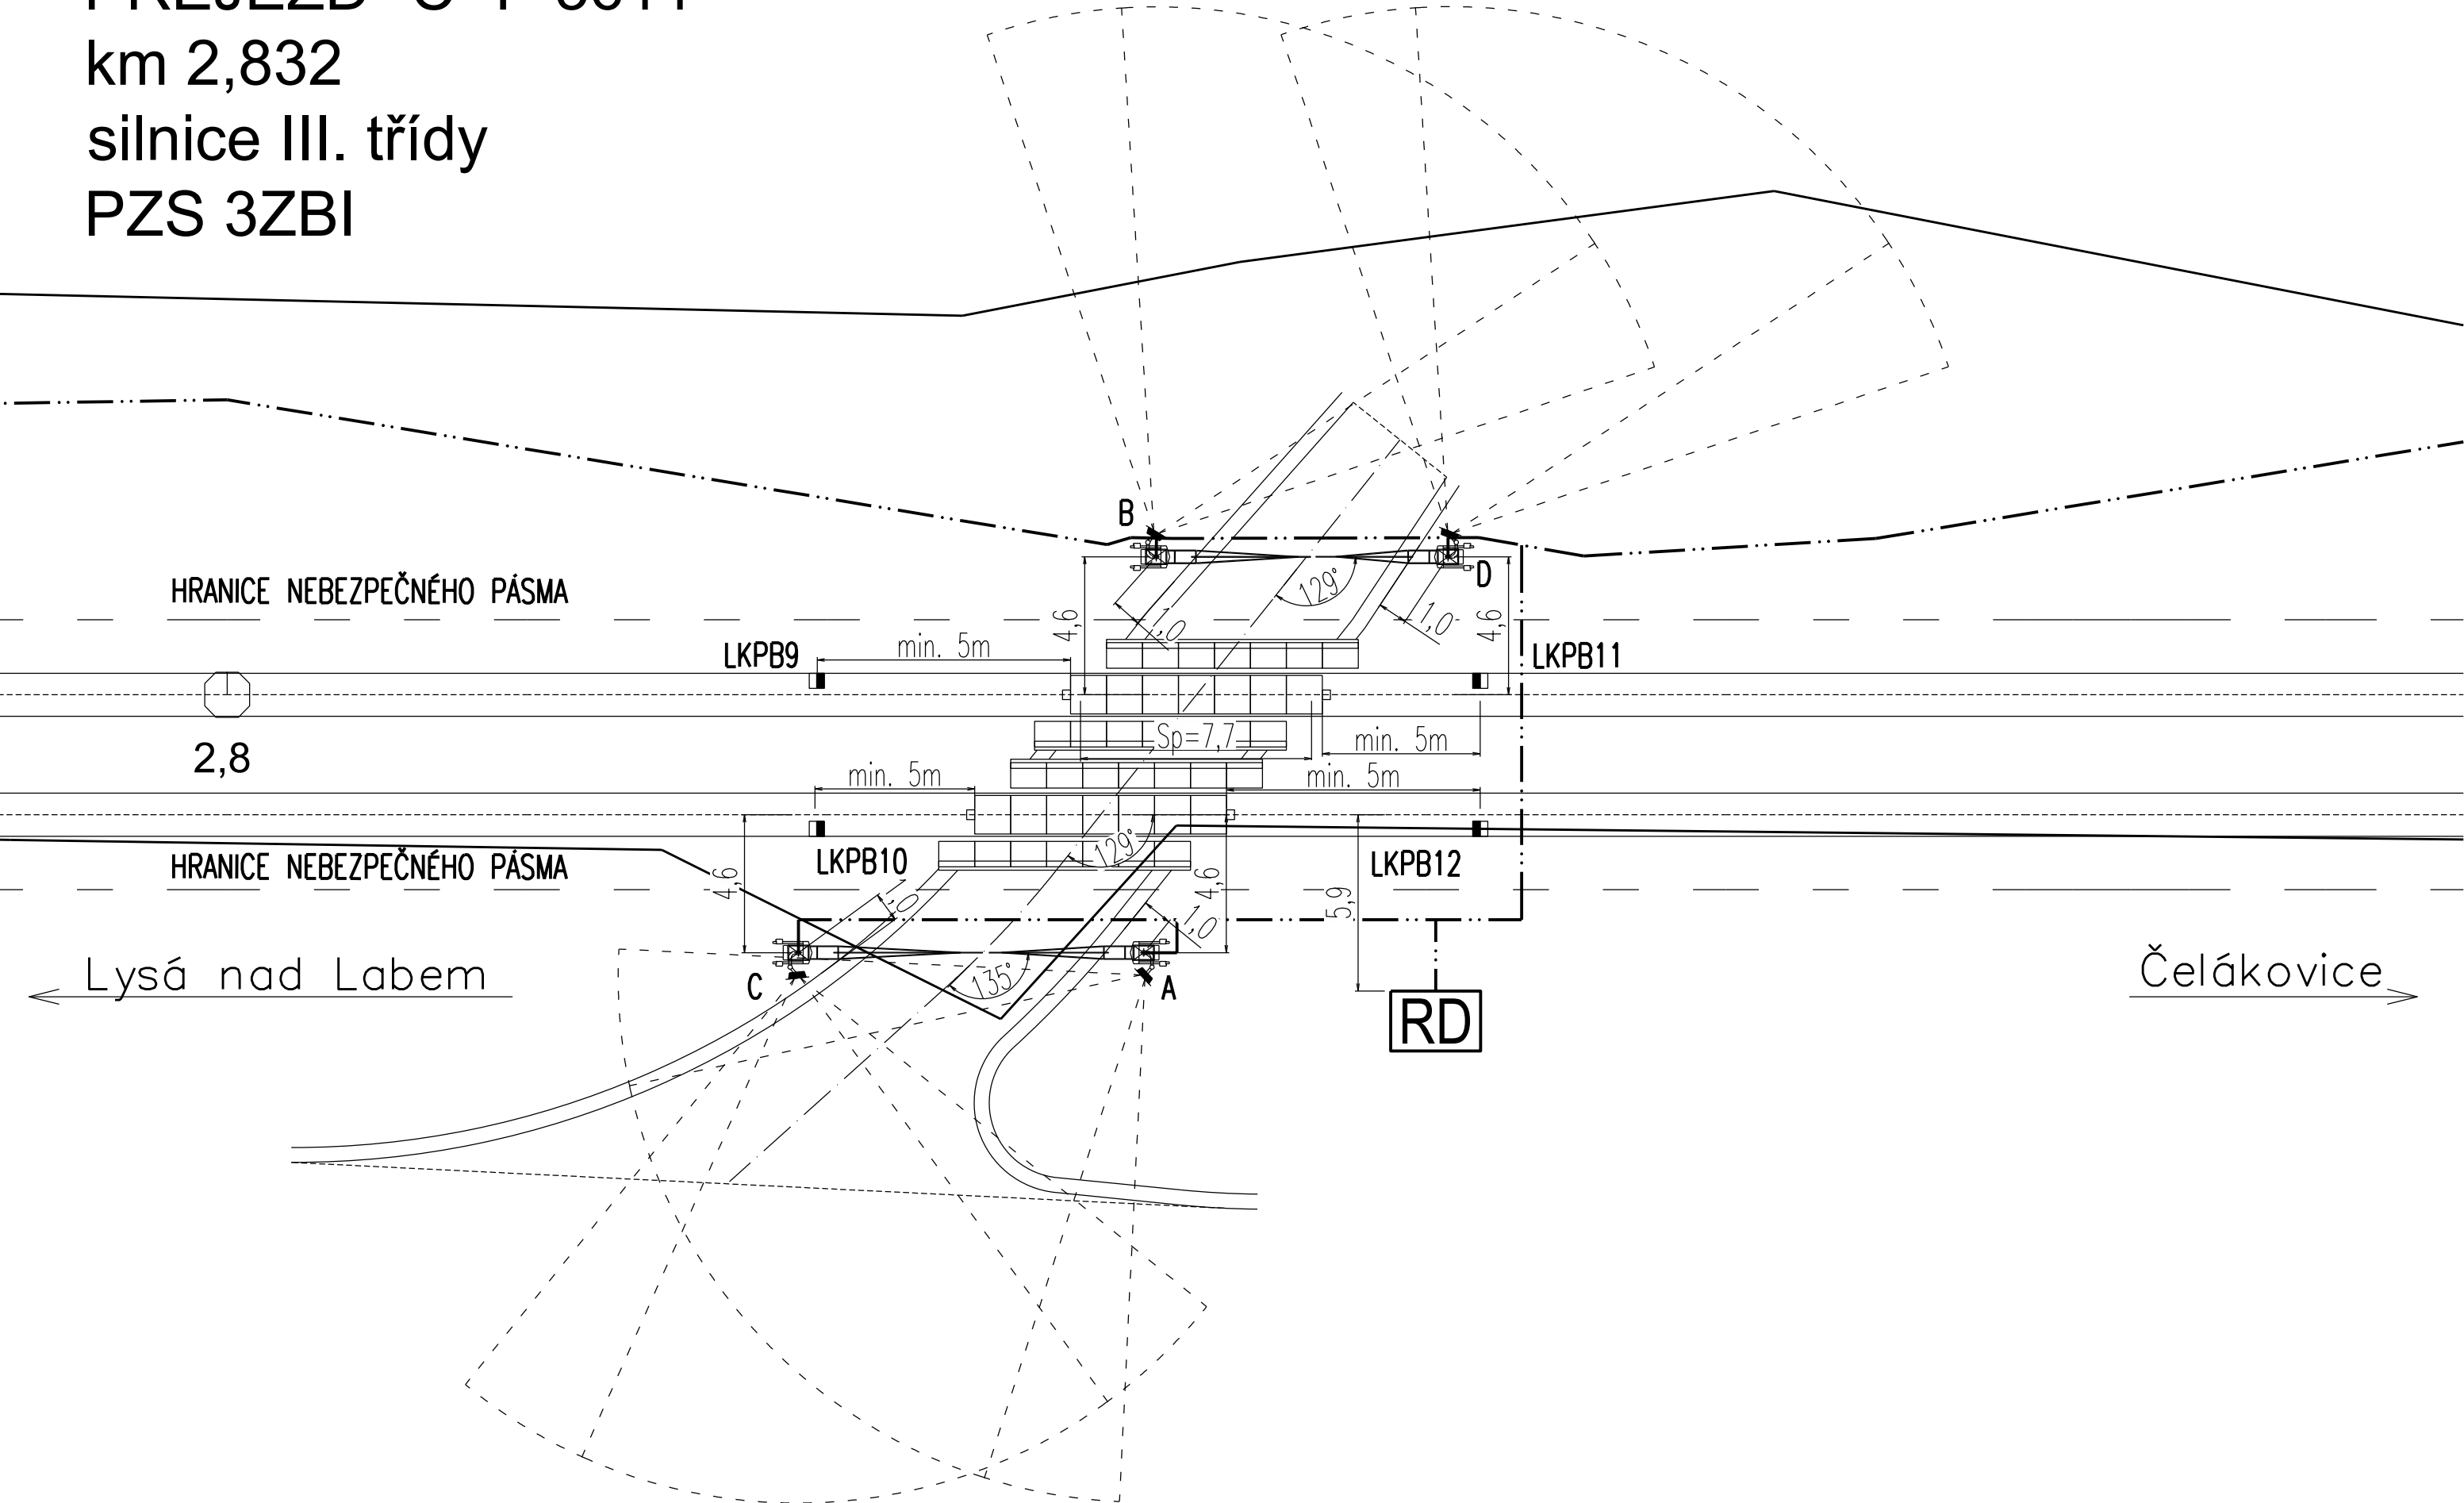 km 2,832
silnice III. třídy
PZS 3ZBI
B
D
129°
1,0
1,0
4,6
4,6
HRANICE NEBEZPEČNÉHO PÁSMA
LKPB9
min. 5m
LKPB11
Sp=7,7
min. 5m
2,8
min. 5m
min. 5m
HRANICE NEBEZPEČNÉHO PÁSMA
LKPB10
129°
LKPB12
4,6
1,0
4,6
1,0
5,9
Lysá nad Labem
C
135°
A
RD
Čelákovice